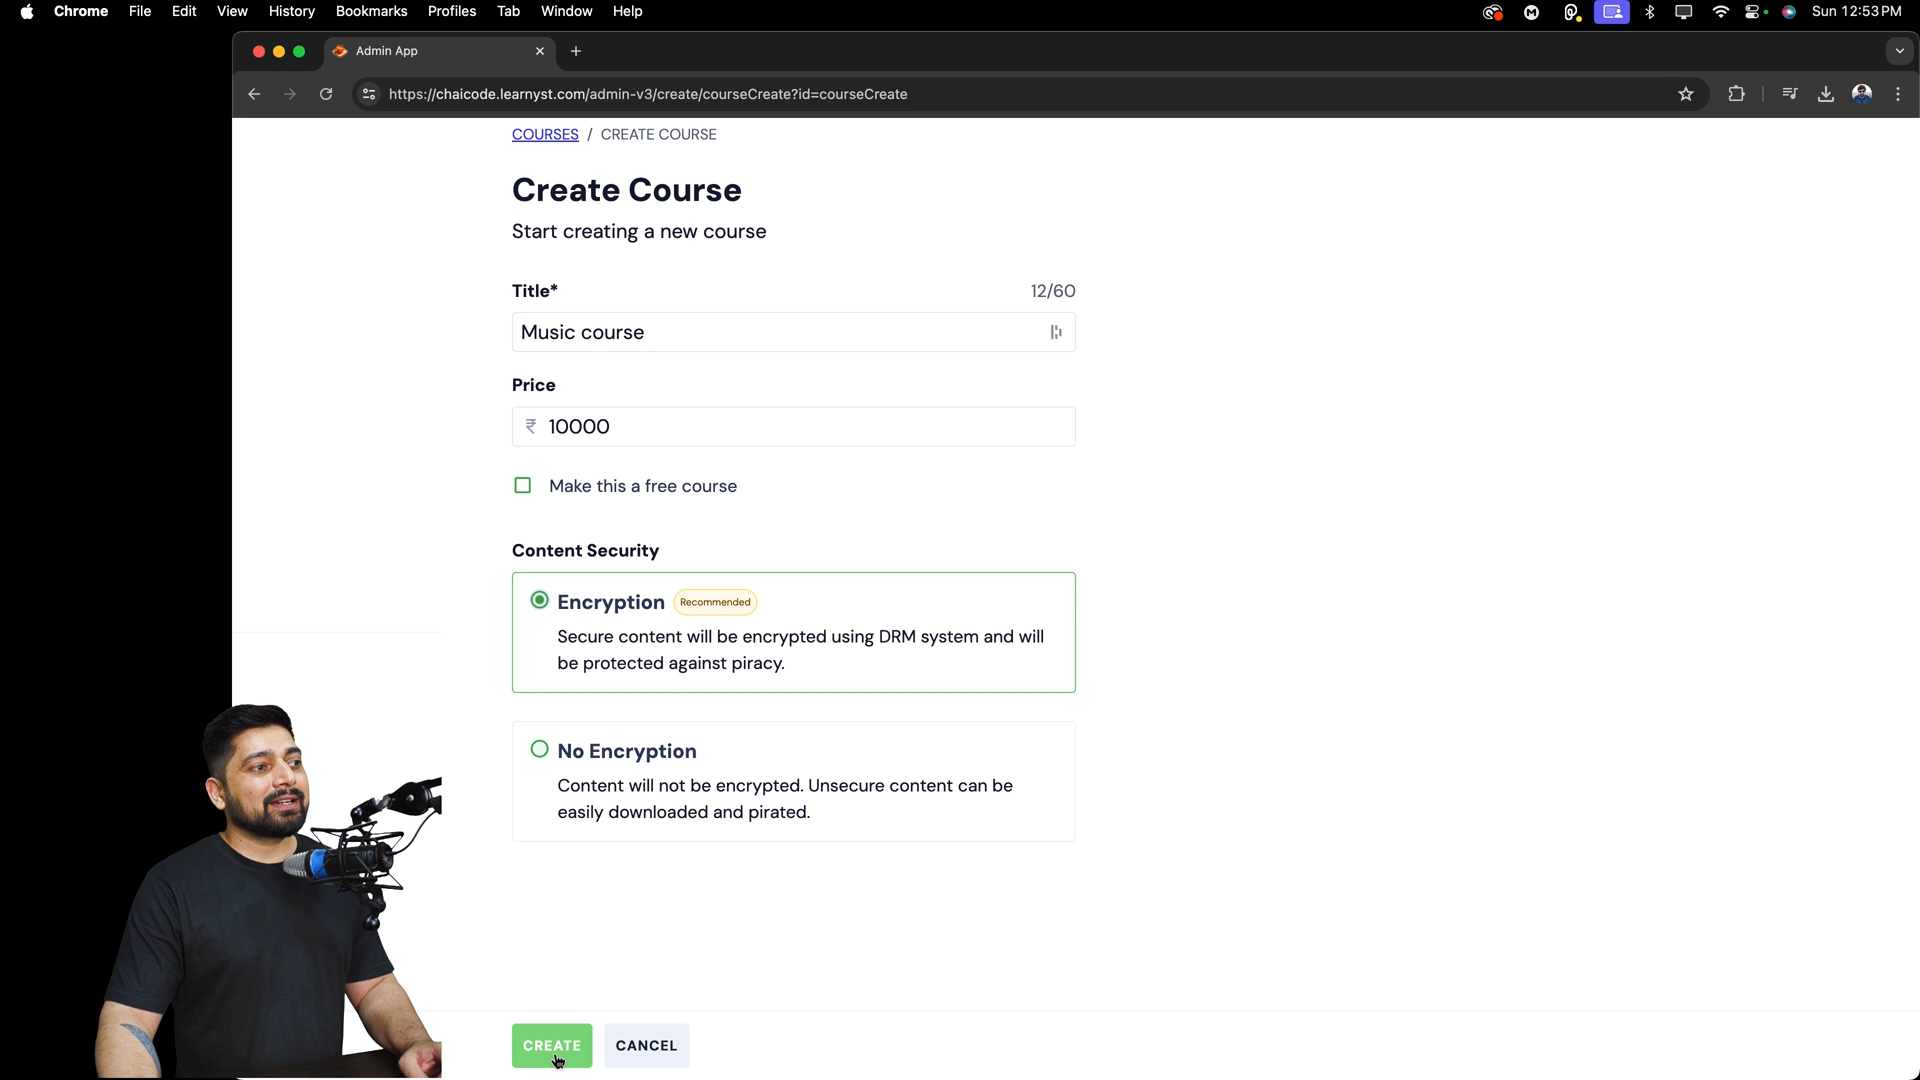 Chrome File Edit View History Bookmarks Profiles Tab Window Help
Sun 12:53 PM
Admin App
https://chaicode.learnyst.com/admin-v3/create/courseCreate?id=courseCreate
COURSES / CREATE COURSE
Create Course
Start creating a new course
Title* 12/60
Music course
Price
₹ 10000
Make this a free course
Content Security
Encryption Recommended
Secure content will be encrypted using DRM system and will
be protected against piracy.
No Encryption
Content will not be encrypted. Unsecure content can be
easily downloaded and pirated.
CREATE CANCEL